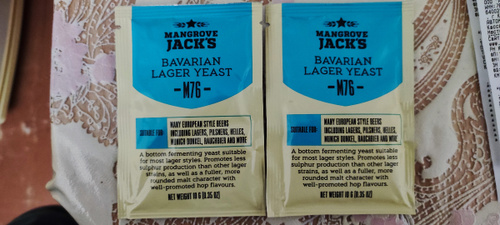 MANGROVE
JACK'S
BAVARIAN
LAGER YEAST
M76
SUITABLE FOR:
MANY EUROPEAN STYLE BEERS
INCLUDING LAGERS, PILSNERS, HELLES,
MUNICH DUNKEL, RAUCHBIER AND MORE
A bottom fermenting yeast suitable
for most lager styles. Promotes less
sulphur production than other lager
strains, as well as a fuller, more
rounded malt character with
well-promoted hop flavours.
NET WEIGHT 10 G (0.35 OZ)
MANGROVE
JACK'S
BAVARIAN
LAGER YEAST
M76
SUITABLE FOR:
MANY EUROPEAN STYLE BEERS
INCLUDING LAGERS, PILSNERS, HELLES,
MUNICH DUNKEL, RAUCHBIER AND MORE
A bottom fermenting yeast suitable
for most lager styles. Promotes less
sulphur production than other lager
strains, as well as a fuller, more
rounded malt character with
well-promoted hop flavours.
NET WEIGHT 10 G (0.35 OZ)